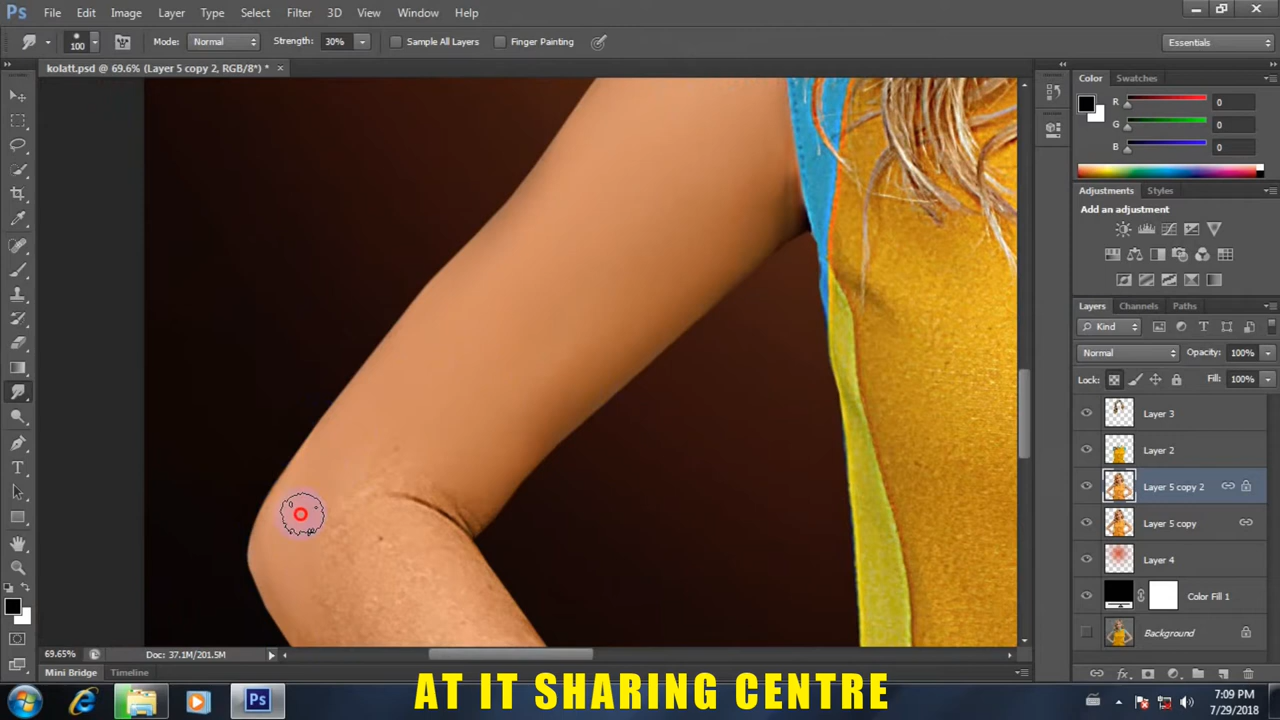 Ps File Edit Image Layer Type Select Filter 3D View Window Help
100 Mode: Normal Strength: 30% Sample All Layers Finger Painting Essentials
kolatt.psd @ 69.6% (Layer 5 copy 2, RGB/8*) * ×
Color Swatches
R 0
G 0
B 0
Adjustments Styles
Add an adjustment
Layers Channels Paths
Kind
Normal Opacity: 100%
Lock: Fill: 100%
Layer 3
Layer 2
Layer 5 copy 2
Layer 5 copy
Layer 4
Color Fill 1
Background
69.65% Doc: 37.1M/201.5M
Mini Bridge Timeline
AT IT SHARING CENTRE
Ps
7:09 PM
7/29/2018